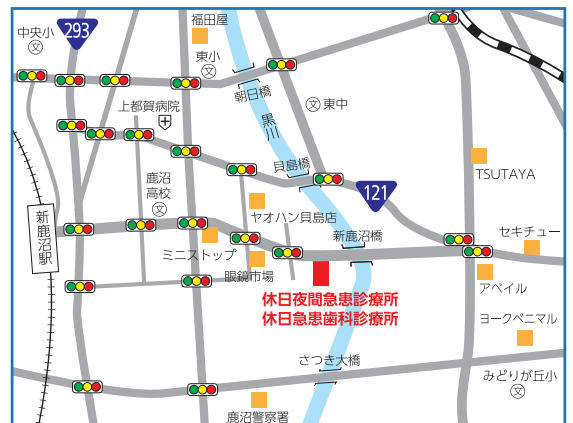 福田屋
293
中央小
文
東小
文
朝日橋
上都賀病院
文 東中
黒川
貝島橋
TSUTAYA
鹿沼
高校
文
121
ヤオハン貝島店
新鹿沼駅
新鹿沼橋
セキチュー
ミニストップ
眼鏡市場
アベイル
休日夜間急患診療所
休日急患歯科診療所
ヨークベニマル
さつき大橋
みどりが丘小
文
鹿沼警察署